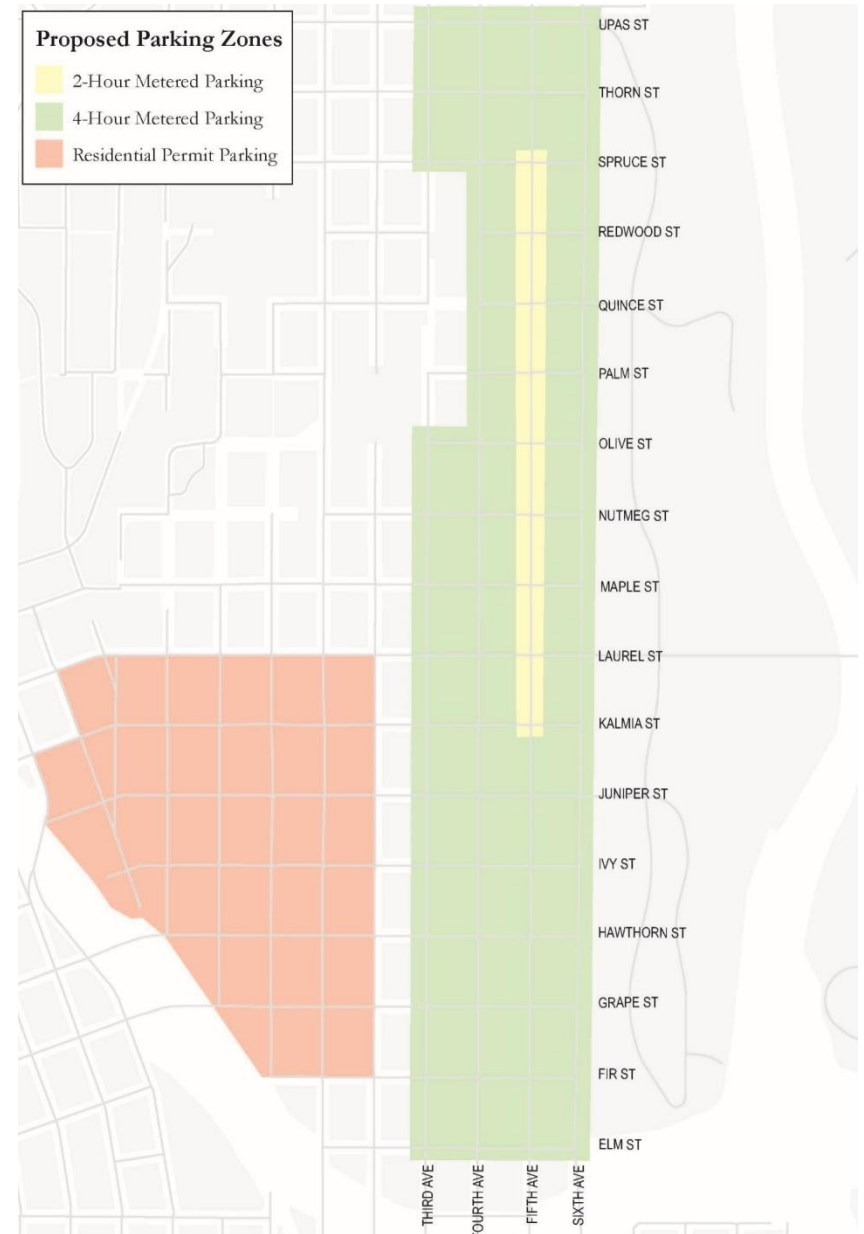 Proposed Parking Zones
2-Hour Metered Parking
4-Hour Metered Parking
Residential Permit Parking
UPAS ST
THORN ST
SPRUCE ST
REDWOOD ST
QUINCE ST
PALM ST
OLIVE ST
NUTMEG ST
MAPLE ST
LAUREL ST
KALMIA ST
JUNIPER ST
IVY ST
HAWTHORN ST
GRAPE ST
FIR ST
ELM ST
THIRD AVE
FOURTH AVE
FIFTH AVE
SIXTH AVE